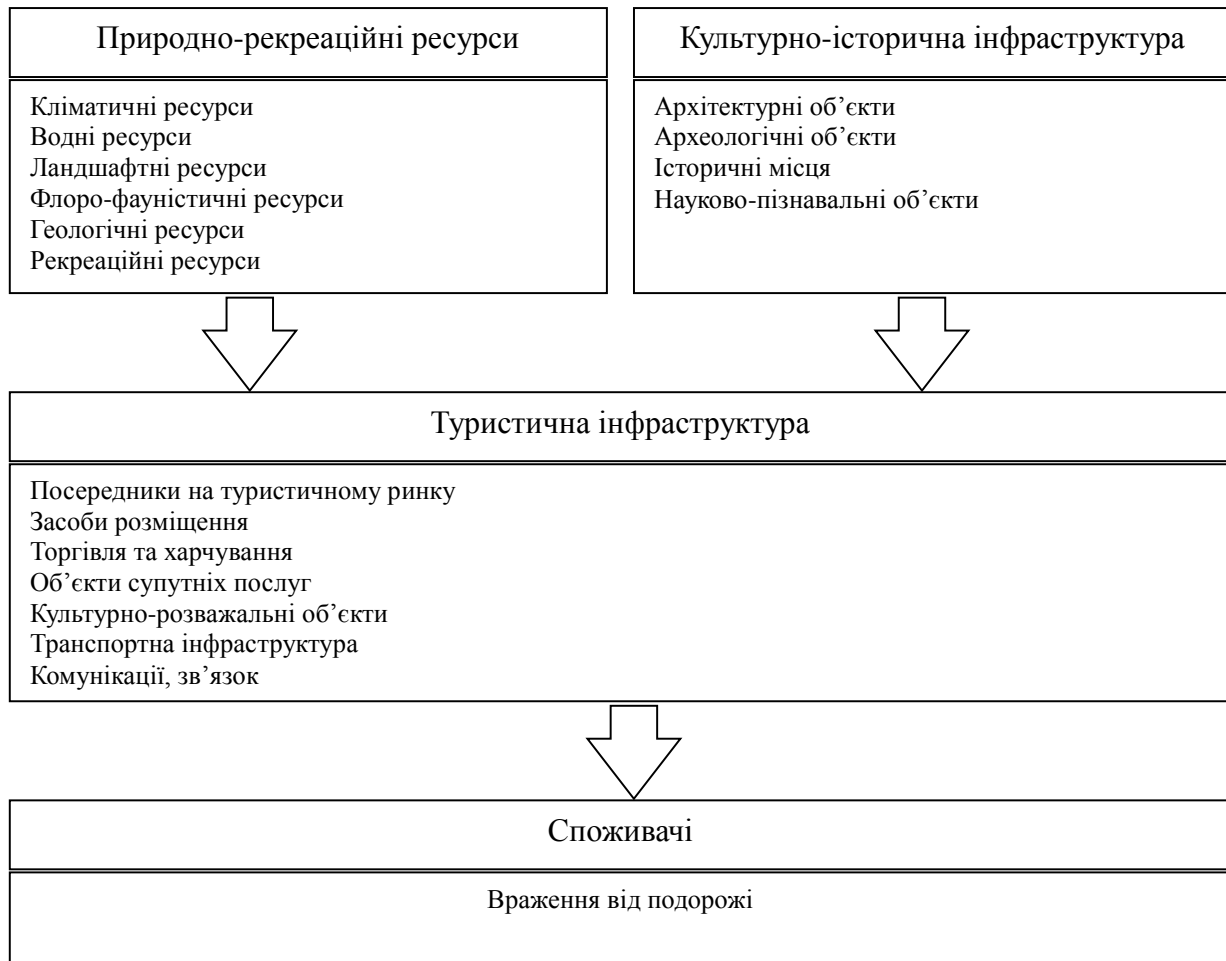 Природно-рекреаційні ресурси
Кліматичні ресурси
Водні ресурси
Ландшафтні ресурси
Флоро-фауністичні ресурси
Геологічні ресурси
Рекреаційні ресурси
Культурно-історична інфраструктура
Архітектурні об’єкти
Археологічні об’єкти
Історичні місця
Науково-пізнавальні об’єкти
Туристична інфраструктура
Посередники на туристичному ринку
Засоби розміщення
Торгівля та харчування
Об’єкти супутніх послуг
Культурно-розважальні об’єкти
Транспортна інфраструктура
Комунікації, зв’язок
Споживачі
Враження від подорожі